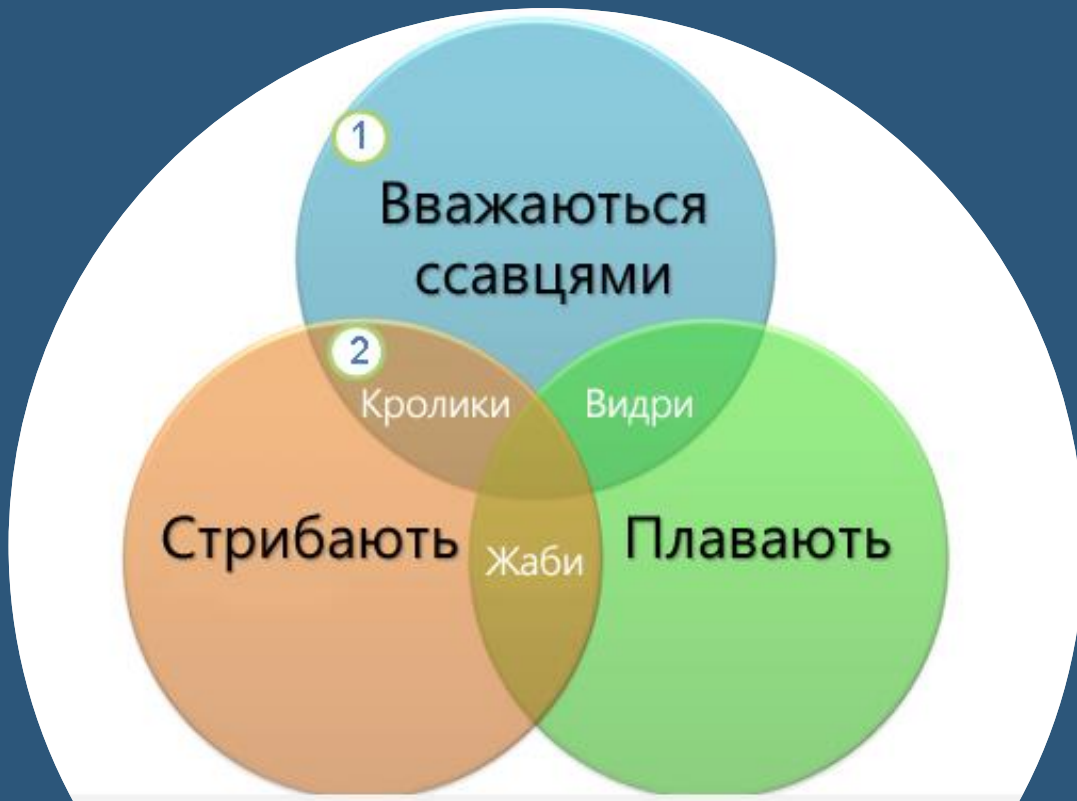 1
Вважаються
ссавцями
2
Кролики
Видри
Стрибають
Жаби
Плавають